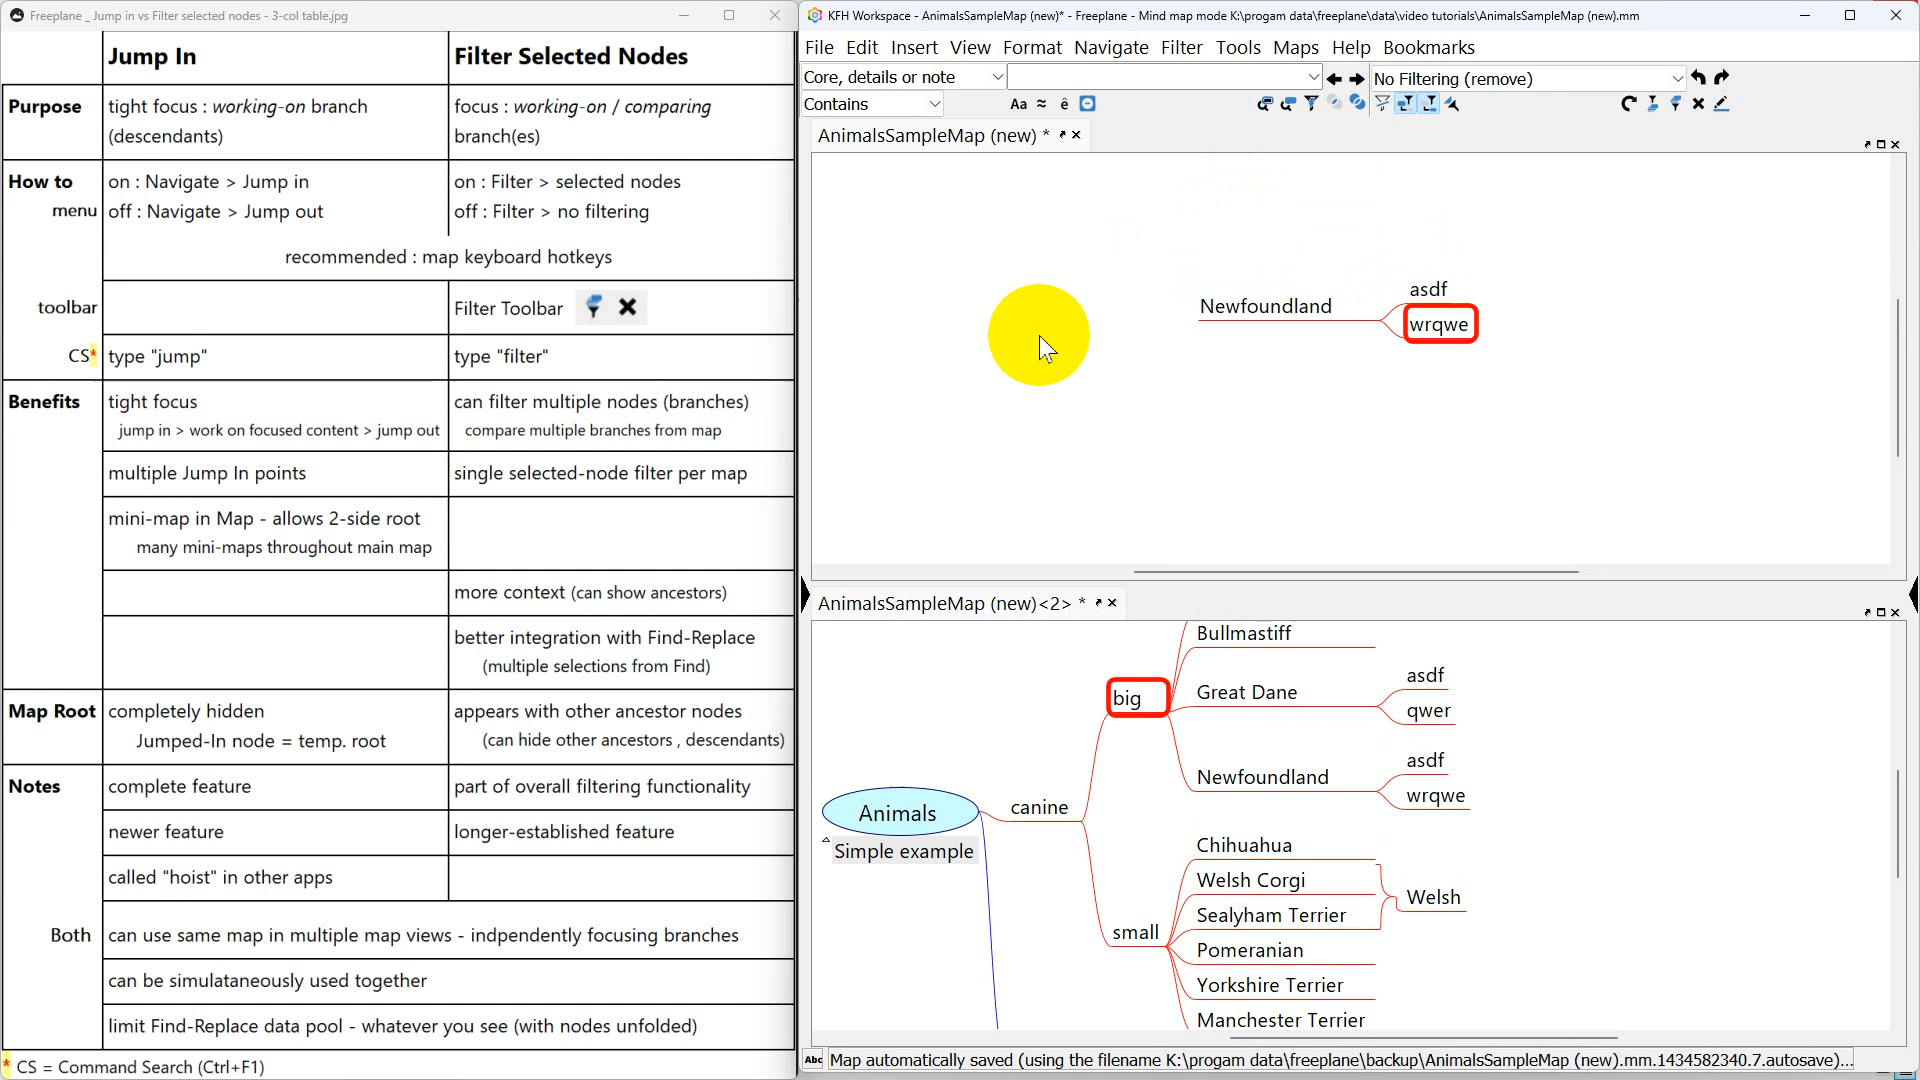 Freeplane _ Jump in vs Filter selected nodes - 3-col table.jpg
Jump In
Filter Selected Nodes
Purpose
tight focus : working-on branch
(descendants)
focus : working-on / comparing
branch(es)
How to
menu
on : Navigate > Jump in
off : Navigate > Jump out
on : Filter > selected nodes
off : Filter > no filtering
recommended : map keyboard hotkeys
toolbar
Filter Toolbar
CS*
type "jump"
type "filter"
Benefits
tight focus
jump in > work on focused content > jump out
can filter multiple nodes (branches)
compare multiple branches from map
multiple Jump In points
single selected-node filter per map
mini-map in Map - allows 2-side root
many mini-maps throughout main map
more context (can show ancestors)
better integration with Find-Replace
(multiple selections from Find)
Map Root
completely hidden
Jumped-In node = temp. root
appears with other ancestor nodes
(can hide other ancestors , descendants)
Notes
complete feature
part of overall filtering functionality
newer feature
longer-established feature
called "hoist" in other apps
Both
can use same map in multiple map views - indpendently focusing branches
can be simulataneously used together
limit Find-Replace data pool - whatever you see (with nodes unfolded)
* CS = Command Search (Ctrl+F1)
KFH Workspace - AnimalsSampleMap (new)* - Freeplane - Mind map mode K:\progam data\freeplane\data\video tutorials\AnimalsSampleMap (new).mm
File Edit Insert View Format Navigate Filter Tools Maps Help Bookmarks
Core, details or note
No Filtering (remove)
Contains
Aa ≈ ê
AnimalsSampleMap (new) *
asdf
Newfoundland
wrqwe
AnimalsSampleMap (new)<2> *
Bullmastiff
asdf
big
Great Dane
qwer
asdf
Newfoundland
wrqwe
Animals
canine
Simple example
Chihuahua
Welsh Corgi
Welsh
Sealyham Terrier
small
Pomeranian
Yorkshire Terrier
Manchester Terrier
Abc
Map automatically saved (using the filename K:\progam data\freeplane\backup\AnimalsSampleMap (new).mm.1434582340.7.autosave)...